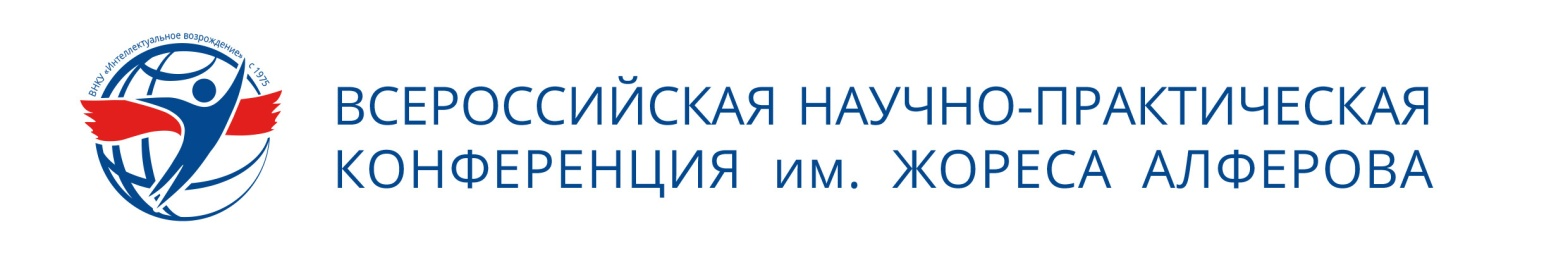 ВНКУ «Интеллектуальное возрождение» с 1975
ВСЕРОССИЙСКАЯ НАУЧНО-ПРАКТИЧЕСКАЯ
КОНФЕРЕНЦИЯ им. ЖОРЕСА АЛФЕРОВА